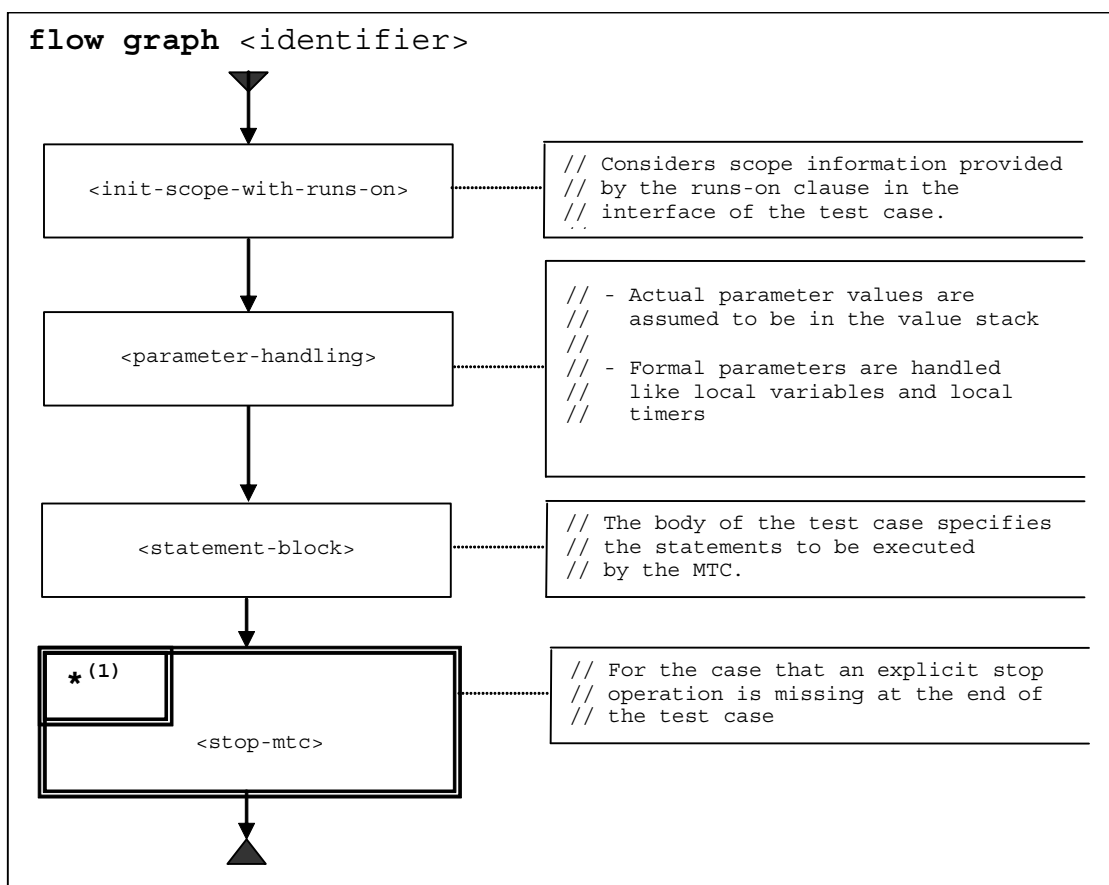 flow graph <identifier>
<init-scope-with-runs-on>
// Considers scope information provided
// by the runs-on clause in the
// interface of the test case.
<parameter-handling>
// - Actual parameter values are
//   assumed to be in the value stack
//
// - Formal parameters are handled
//   like local variables and local
//   timers
<statement-block>
// The body of the test case specifies
// the statements to be executed
// by the MTC.
*(1)
<stop-mtc>
// For the case that an explicit stop
// operation is missing at the end of
// the test case